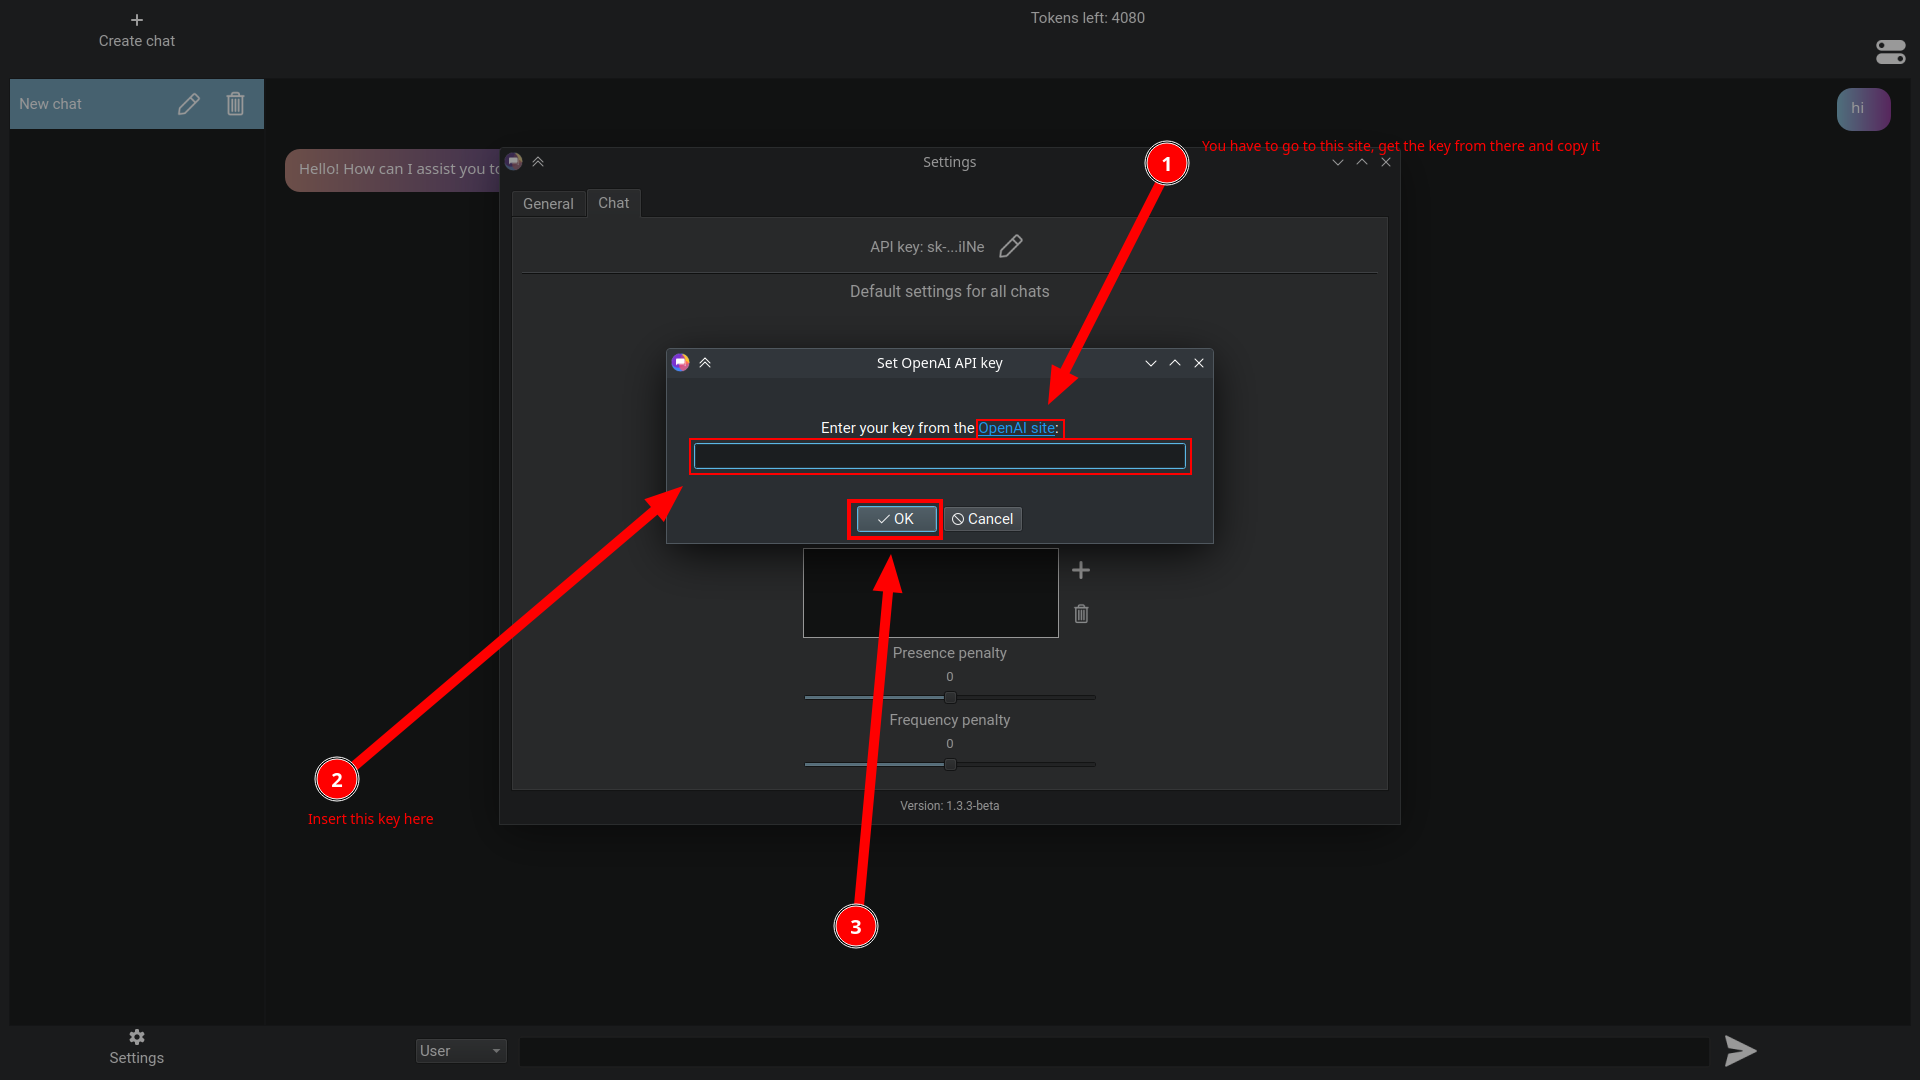 Create chat
Tokens left: 4080
New chat
hi
Hello! How can I assist you to
1
You have to go to this site, get the key from there and copy it
Settings
General
Chat
API key: sk-...ilNe
Default settings for all chats
Set OpenAI API key
Enter your key from the OpenAI site:
OK
Cancel
Presence penalty
0
Frequency penalty
0
Version: 1.3.3-beta
2
Insert this key here
3
Settings
User